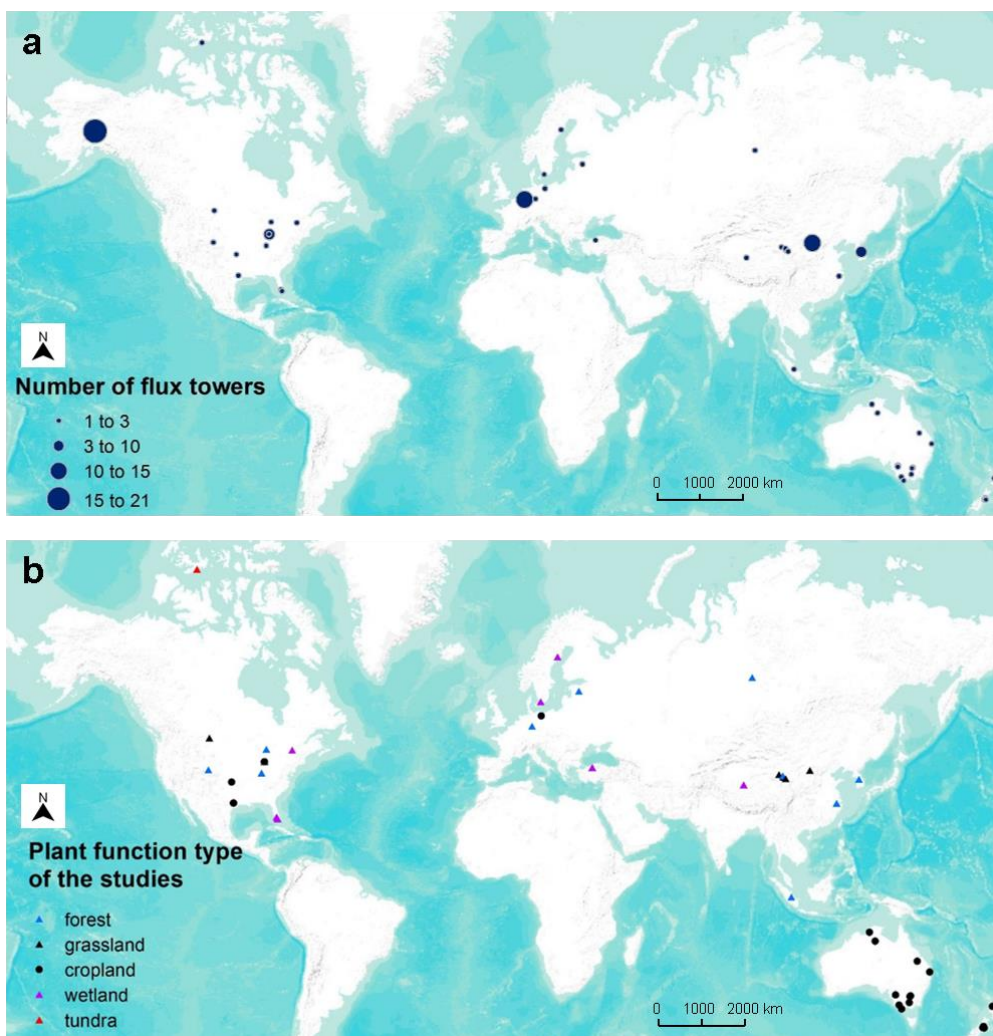 a
N
Number of flux towers
1 to 3
3 to 10
10 to 15
15 to 21
0 1000 2000 km
b
N
Plant function type
of the studies
forest
grassland
cropland
wetland
tundra
0 1000 2000 km